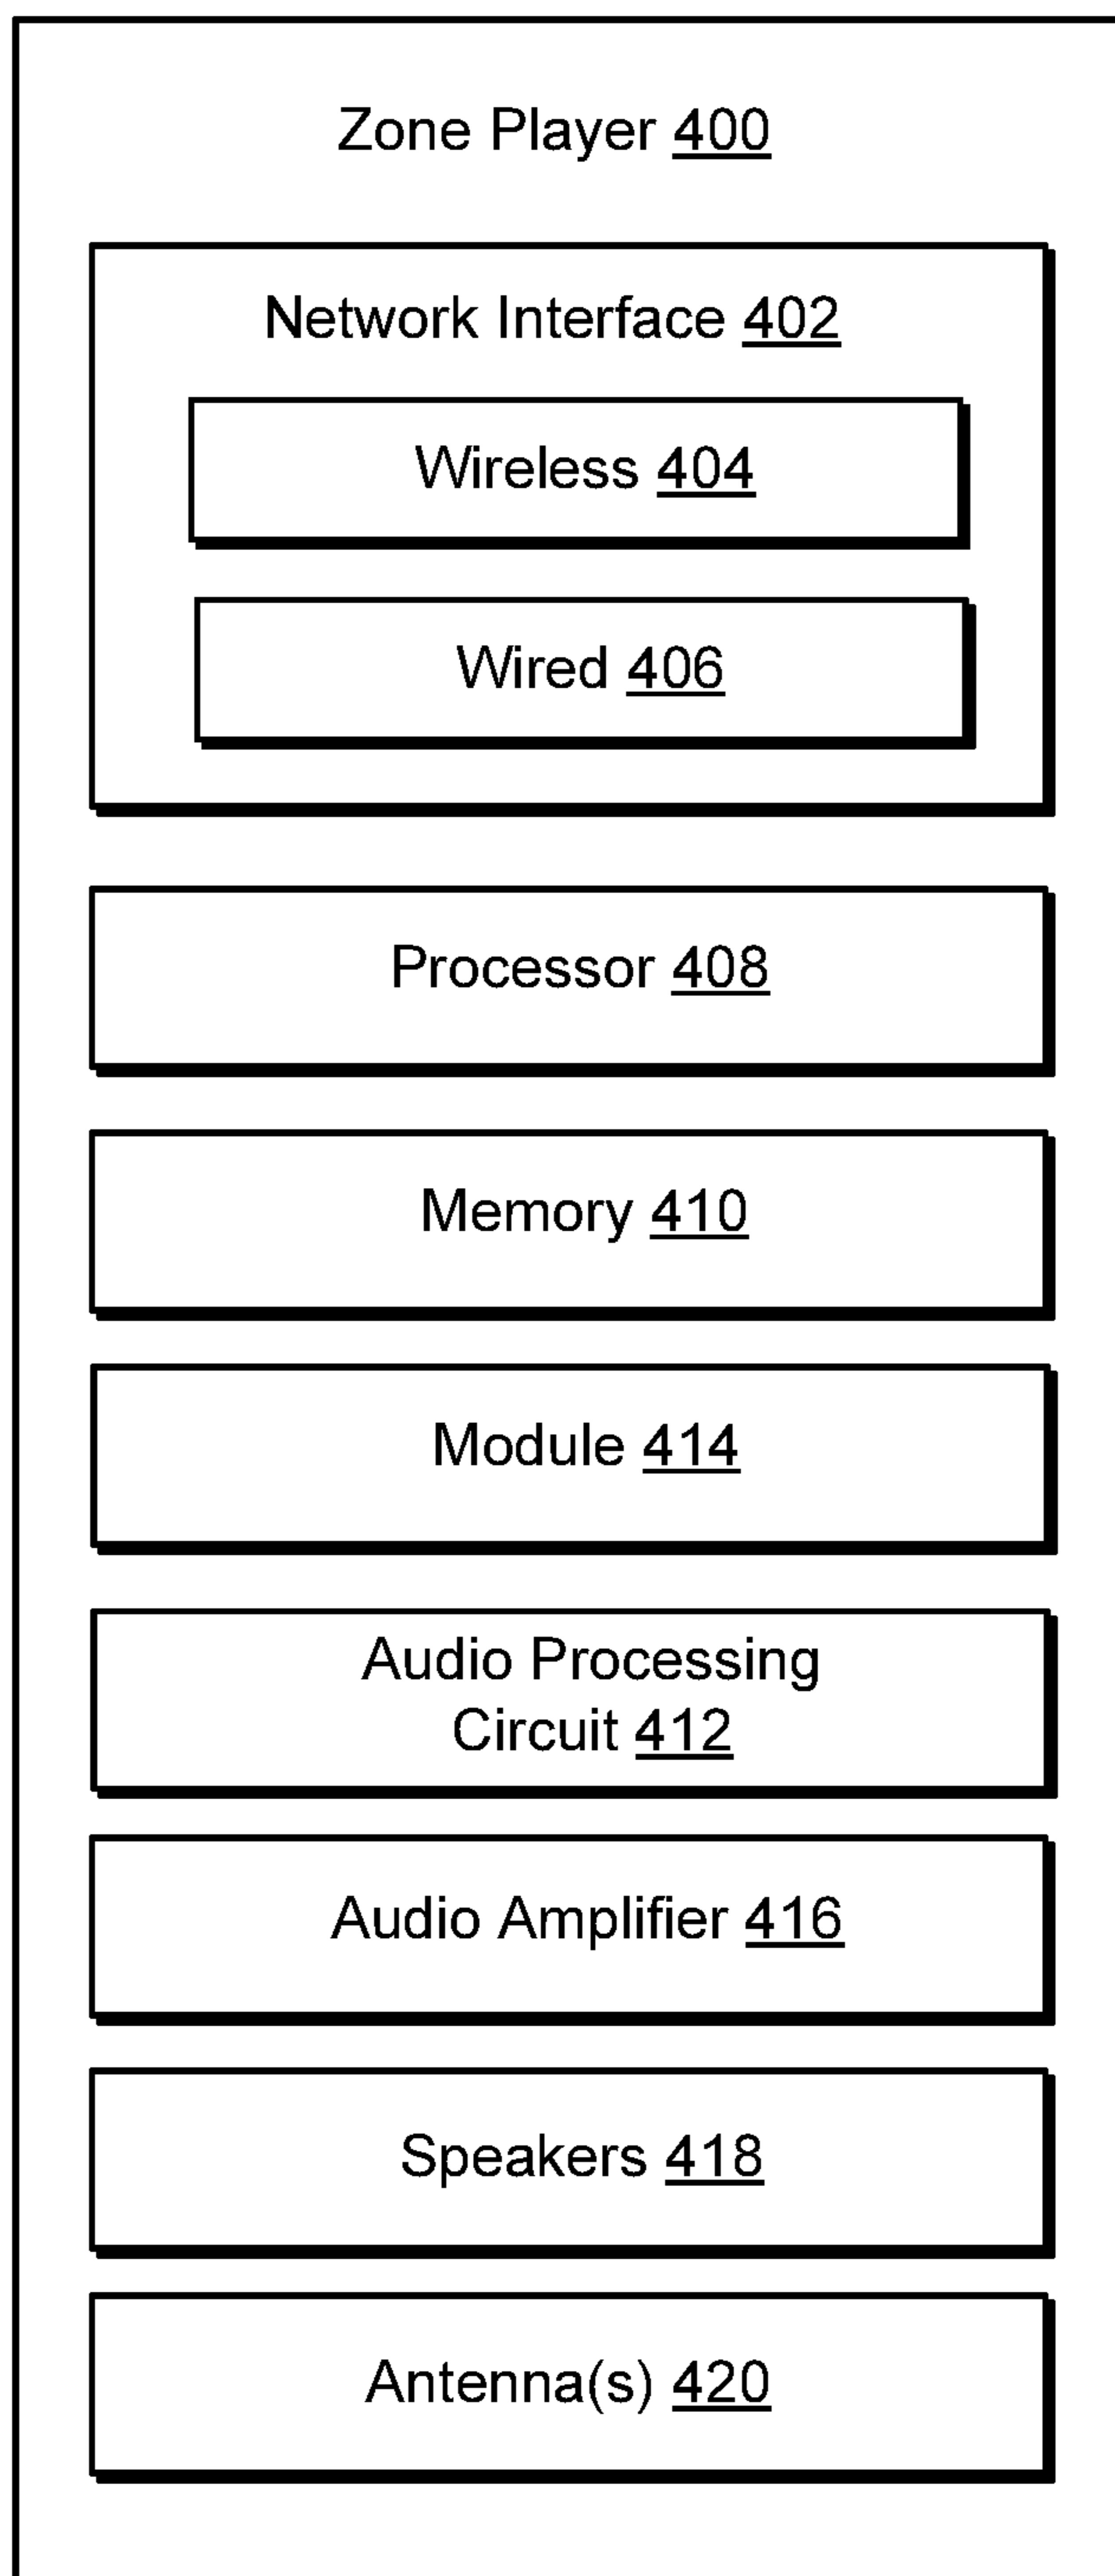 Zone Player 400
Network Interface 402
Wireless 404
Wired 406
Processor 408
Memory 410
Module 414
Audio Processing
Circuit 412
Audio Amplifier 416
Speakers 418
Antenna(s) 420